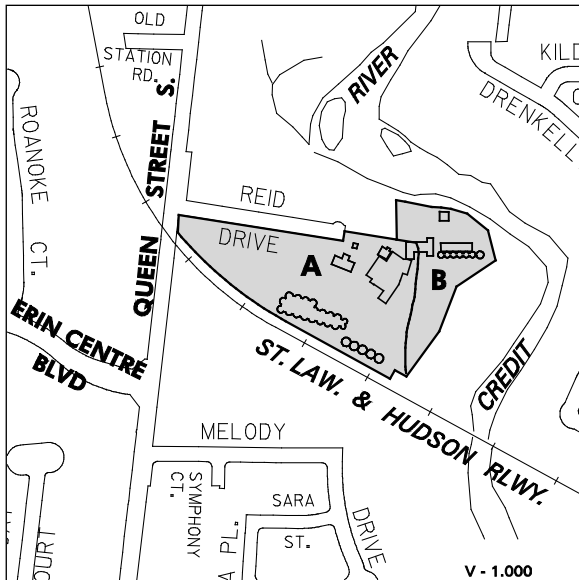 OLD
STATION
RD.
QUEEN STREET S.
RIVER
KILD
DRENKELL
ROANOKE CT.
REID
DRIVE
A
B
ERIN CENTRE
BLVD
ST. LAW. & HUDSON RLWY.
CREDIT
MELODY
DRIVE
SYMPHONY
CT.
SARA
ST.
A PL.
OURT
V - 1.000